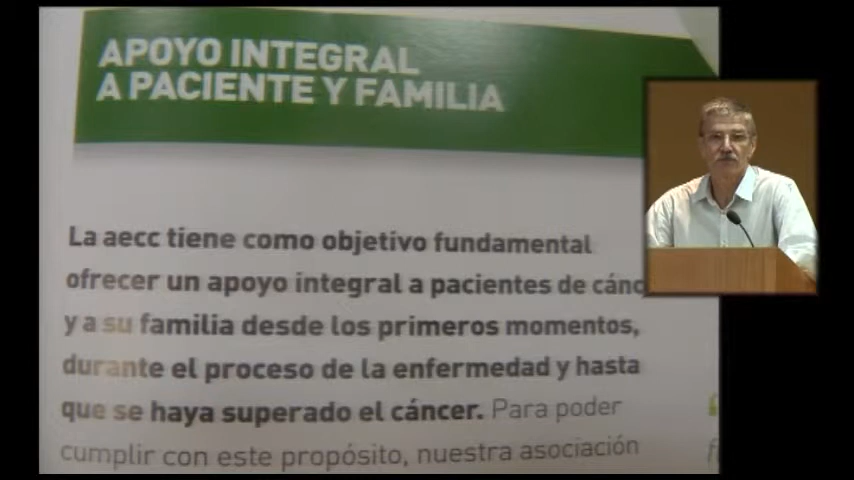 APOYO INTEGRAL
A PACIENTE Y FAMILIA
La aecc tiene como objetivo fundamental
ofrecer un apoyo integral a pacientes de
y a su familia desde los primeros momentos,
durante el proceso de la enfermedad y hasta
que se haya superado el cáncer. Para poder
cumplir con este propósito, nuestra asociación